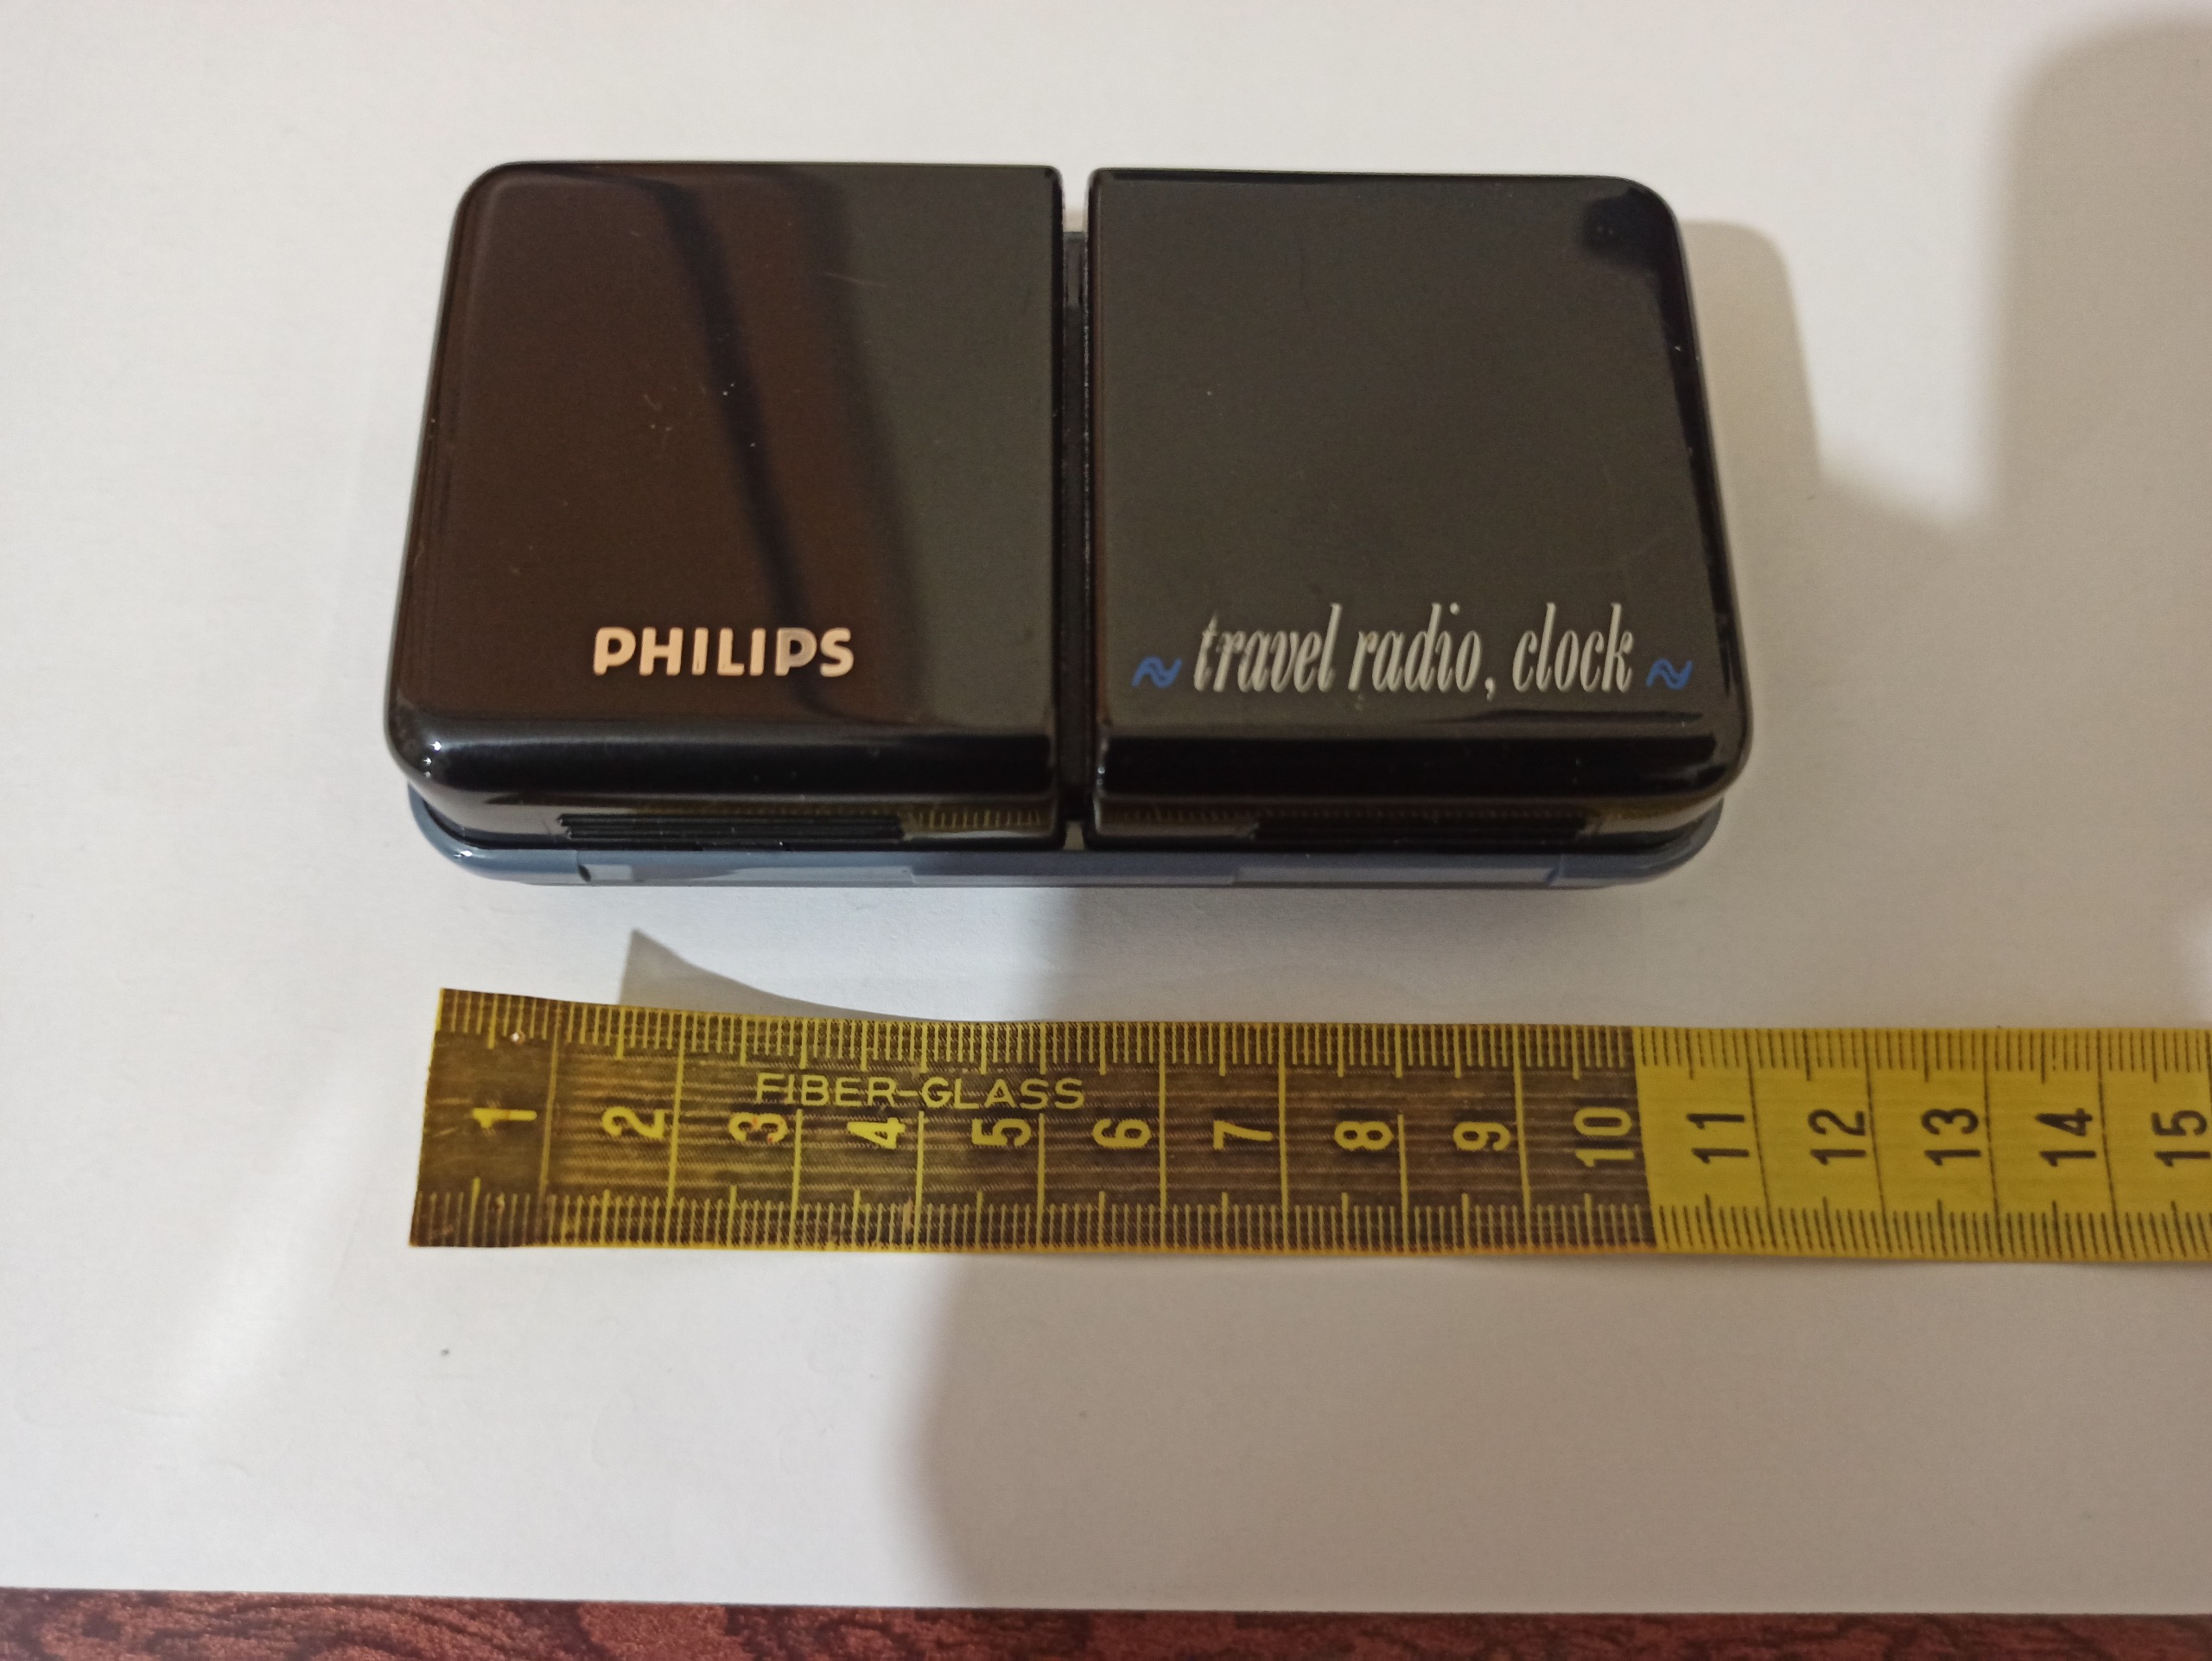 PHILIPS
~ travel radio, clock ~
FIBER-GLASS
1 2 3 4 5 6 7 8 9 10 11 12 13 14 15